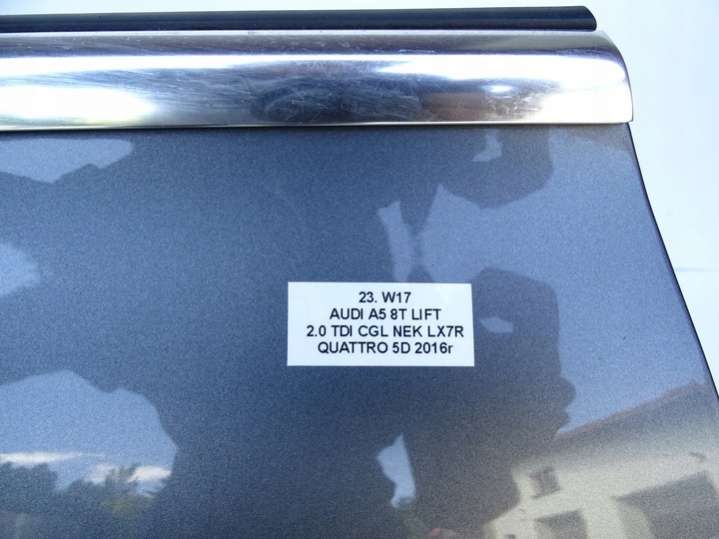 23. W17
AUDI A5 8T LIFT
2.0 TDI CGL NEK LX7R
QUATTRO 5D 2016r